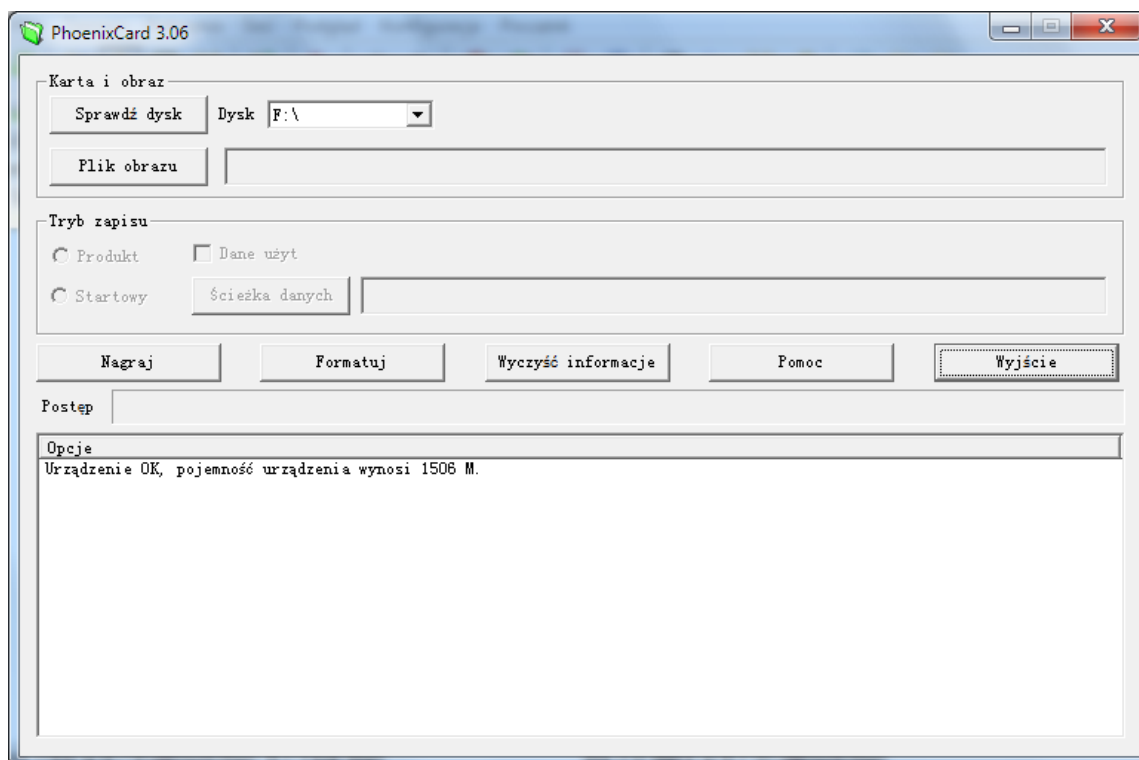 PhoenixCard 3.06
Karta i obraz
Sprawdź dysk Dysk F:\
Plik obrazu
Tryb zapisu
Produkt Dane użyt
Startowy Ścieżka danych
Nagraj Formatuj Wyczyść informacje Pomoc Wyjście
Postęp
Opcje
Urządzenie OK, pojemność urządzenia wynosi 1506 M.